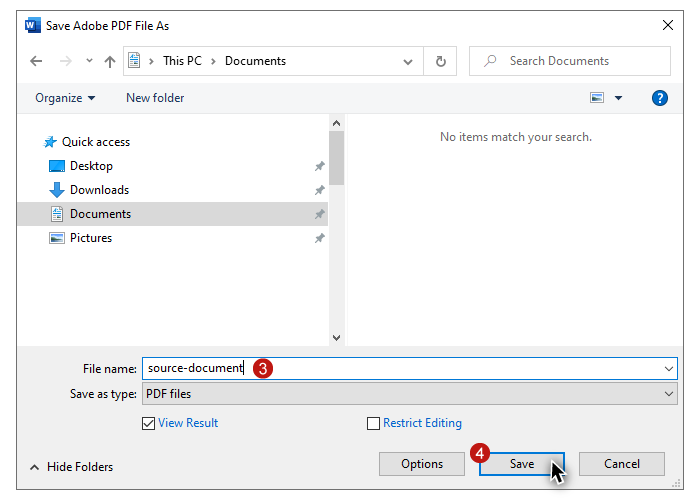 Save Adobe PDF File As
This PC > Documents
Search Documents
Organize
New folder
?
No items match your search.
Quick access
Desktop
Downloads
Documents
Pictures
File name: source-document 3
Save as type: PDF files
View Result
Restrict Editing
Hide Folders
Options
4 Save
Cancel